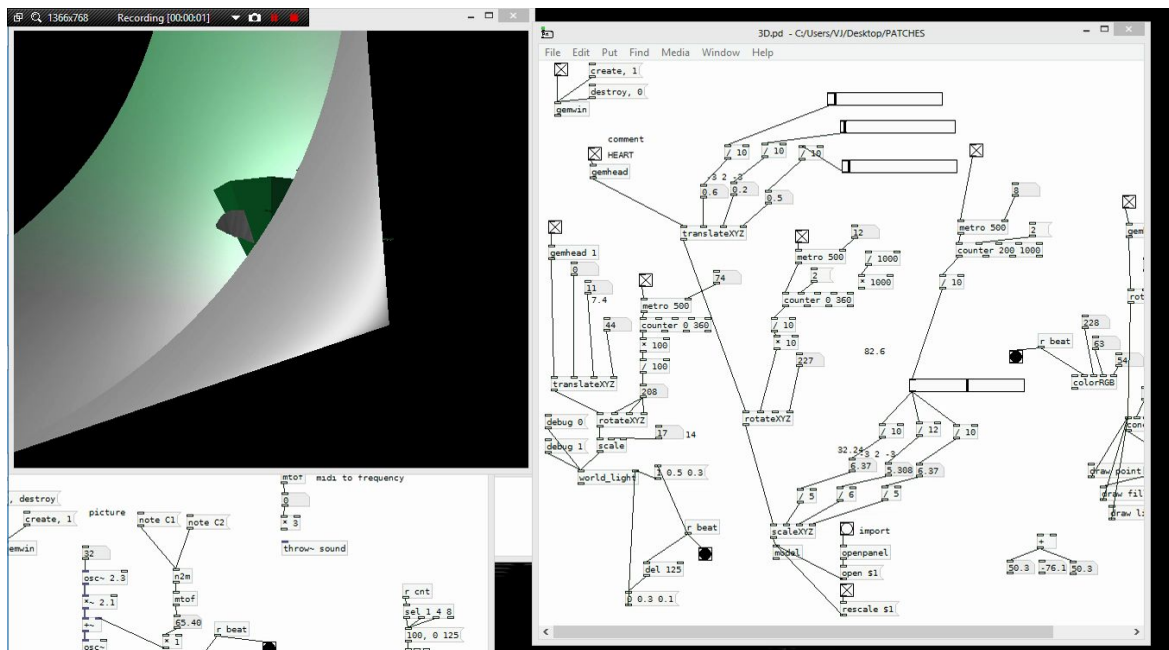 1366x768
Recording [00:00:01]
3D.pd - C:/Users/VJ/Desktop/PATCHES
File Edit Put Find Media Window Help
create, 1
destroy, 0
gemwin
comment
HEART
gemhead
/ 10
/ 10
/ 10
-3 2 -3
0.6
0.2
0.5
translateXYZ
8
metro 500
2
counter 200 1000
/ 10
12
metro 500
/ 1000
2
× 1000
counter 0 360
/ 10
× 10
227
rotateXYZ
gemhead 1
0
11
7.4
44
74
metro 500
counter 0 360
× 100
/ 100
208
translateXYZ
rotateXYZ
debug 0
debug 1
scale
17
14
world_light
1 0.5 0.3
r beat
del 125
0 0.3 0.1
82.6
228
63
54
r beat
colorRGB
/ 10
/ 12
/ 10
32.24
-3 2 -3
6.37
5.308
6.37
/ 5
/ 6
/ 5
scaleXYZ
import
model
openpanel
open $1
rescale $1
+
50.3
-76.1
50.3
gem
rot
draw point
draw fil
draw li
, destroy
create, 1
emwin
picture
note C1
note C2
mtof
midi to frequency
0
× 3
throw~ sound
32
osc~ 2.3
*~ 2.1
+~
osc~
n2m
mtof
65.40
× 1
r beat
r cnt
sel 1 4 8
100, 0 125